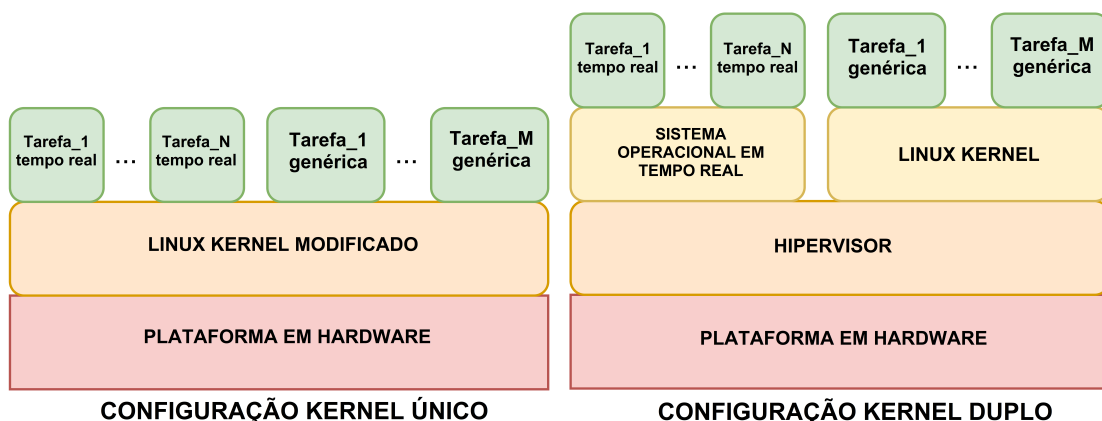 Tarefa_1
tempo real
...
Tarefa_N
tempo real
Tarefa_1
genérica
...
Tarefa_M
genérica
LINUX KERNEL MODIFICADO
PLATAFORMA EM HARDWARE
CONFIGURAÇÃO KERNEL ÚNICO
Tarefa_1
tempo real
...
Tarefa_N
tempo real
Tarefa_1
genérica
...
Tarefa_M
genérica
SISTEMA
OPERACIONAL EM
TEMPO REAL
LINUX KERNEL
HIPERVISOR
PLATAFORMA EM HARDWARE
CONFIGURAÇÃO KERNEL DUPLO